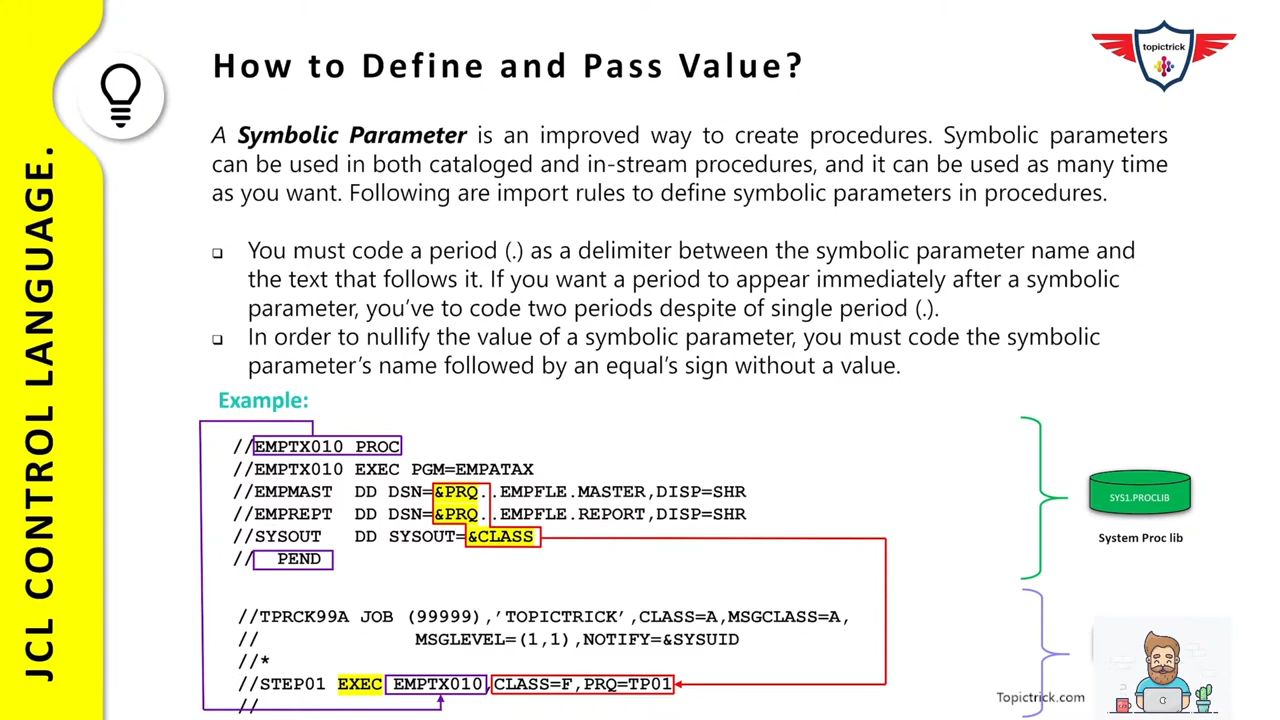 topictrick
How to Define and Pass Value?
JCL CONTROL LANGUAGE.
A Symbolic Parameter is an improved way to create procedures. Symbolic parameters
can be used in both cataloged and in-stream procedures, and it can be used as many time
as you want. Following are import rules to define symbolic parameters in procedures.
You must code a period (.) as a delimiter between the symbolic parameter name and
the text that follows it. If you want a period to appear immediately after a symbolic
parameter, you've to code two periods despite of single period (.).
In order to nullify the value of a symbolic parameter, you must code the symbolic
parameter's name followed by an equal's sign without a value.
Example:
//EMPTX010 PROC
//EMPTX010 EXEC PGM=EMPATAX
//EMPMAST DD DSN=&PRQ..EMPFLE.MASTER,DISP=SHR
//EMPREPT DD DSN=&PRQ..EMPFLE.REPORT,DISP=SHR
//SYSOUT DD SYSOUT=&CLASS
// PEND
SYS1.PROCLIB
System Proc lib
//TPRCK99A JOB (99999),'TOPICTRICK',CLASS=A,MSGCLASS=A,
// MSGLEVEL=(1,1),NOTIFY=&SYSUID
//*
//STEP01 EXEC EMPTX010,CLASS=F,PRQ=TP01
//
Topictrick.com